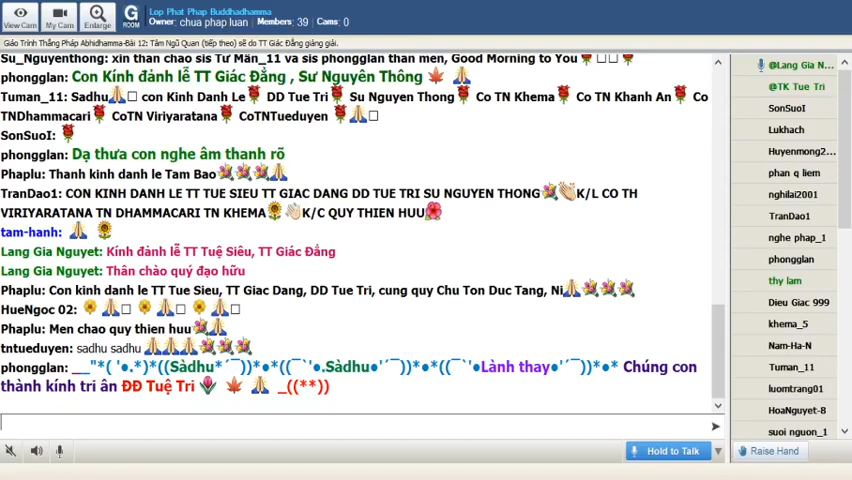 Lop Phat Phap Buddhadhamma
Owner: chua phap luan Members: 39 Cams: 0
View Cam
My Cam
Enlarge
G
ROOM
Giáo Trình Thắng Pháp Abhidhamma-Bài 12: Tâm Ngũ Quan (tiếp theo) sẽ do TT Giác Đẳng giảng giải.
Su_Nguyenthong: xin than chao sis Tư Mãn_11 va sis phongglan than men, Good Morning to You
phongglan: Con Kính đảnh lễ TT Giác Đẳng , Sư Nguyên Thông
Tuman_11: Sadhu con Kinh Danh Le DD Tue Tri Su Nguyen Thong Co TN Khema Co TN Khanh An Co
TNDhammacari CoTN Viriyaratana CoTNTueduyen
SonSuoI:
phongglan: Dạ thưa con nghe âm thanh rõ
Phaplu: Thanh kinh danh le Tam Bao
TranDao1: CON KINH DANH LE TT TUE SIEU TT GIAC DANG DD TUE TRI SU NGUYEN THONG K/L CO TH
VIRIYARATANA TN DHAMMACARI TN KHEMA K/C QUY THIEN HUU
tam-hanh:
Lang Gia Nguyet: Kính đảnh lễ TT Tuệ Siêu, TT Giác Đẳng
Lang Gia Nguyet: Thân chào quý đạo hữu
Phaplu: Con kinh danh le TT Tue Sieu, TT Giac Dang, DD Tue Tri, cung quy Chu Ton Duc Tang, Ni
HueNgoc 02:
Phaplu: Men chao quy thien huu
tntueduyen: sadhu sadhu
phongglan: __"*( '●.*)*((Sàdhu*´¯))*●*((¯`'●.Sàdhu●'´¯))*●*((¯`'●Lành thay●'´¯))*●* Chúng con
thành kính tri ân ĐĐ Tuệ Tri _((**))
Hold to Talk
@Lang Gia N...
@TK Tue Tri
SonSuoI
Lukhach
Huyenmong2...
phan q liem
nghilai2001
TranDao1
nghe phap_1
phongglan
thy lam
Dieu Giac 999
khema_5
Nam-Ha-N
Tuman_11
luomtrang01
HoaNguyet-8
suoi nguon_1
Raise Hand